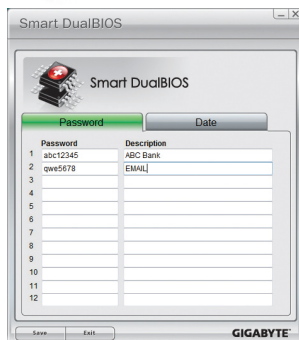 Smart DualBIOS
Smart DualBIOS
Password Date
Password Description
1 abc12345 ABC Bank
2 qwe5678 EMAIL
3
4
5
6
7
8
9
10
11
12
Save Exit GIGABYTE